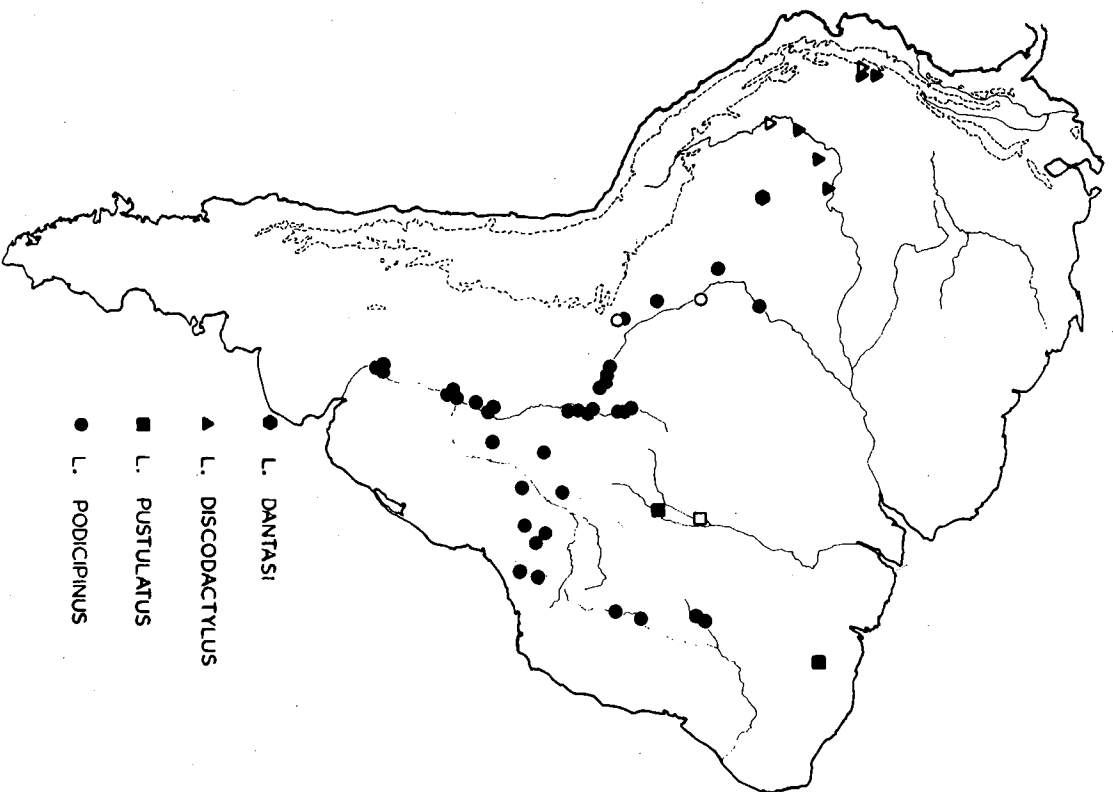 L. DANTASI
L. DISCODACTYLUS
L. PUSTULATUS
L. PODICIPINUS